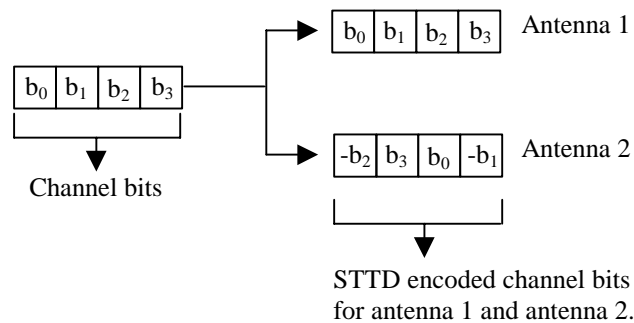 b₀ b₁ b₂ b₃ Antenna 1
b₀ b₁ b₂ b₃
-b₂ b₃ b₀ -b₁ Antenna 2
Channel bits
STTD encoded channel bits
for antenna 1 and antenna 2.